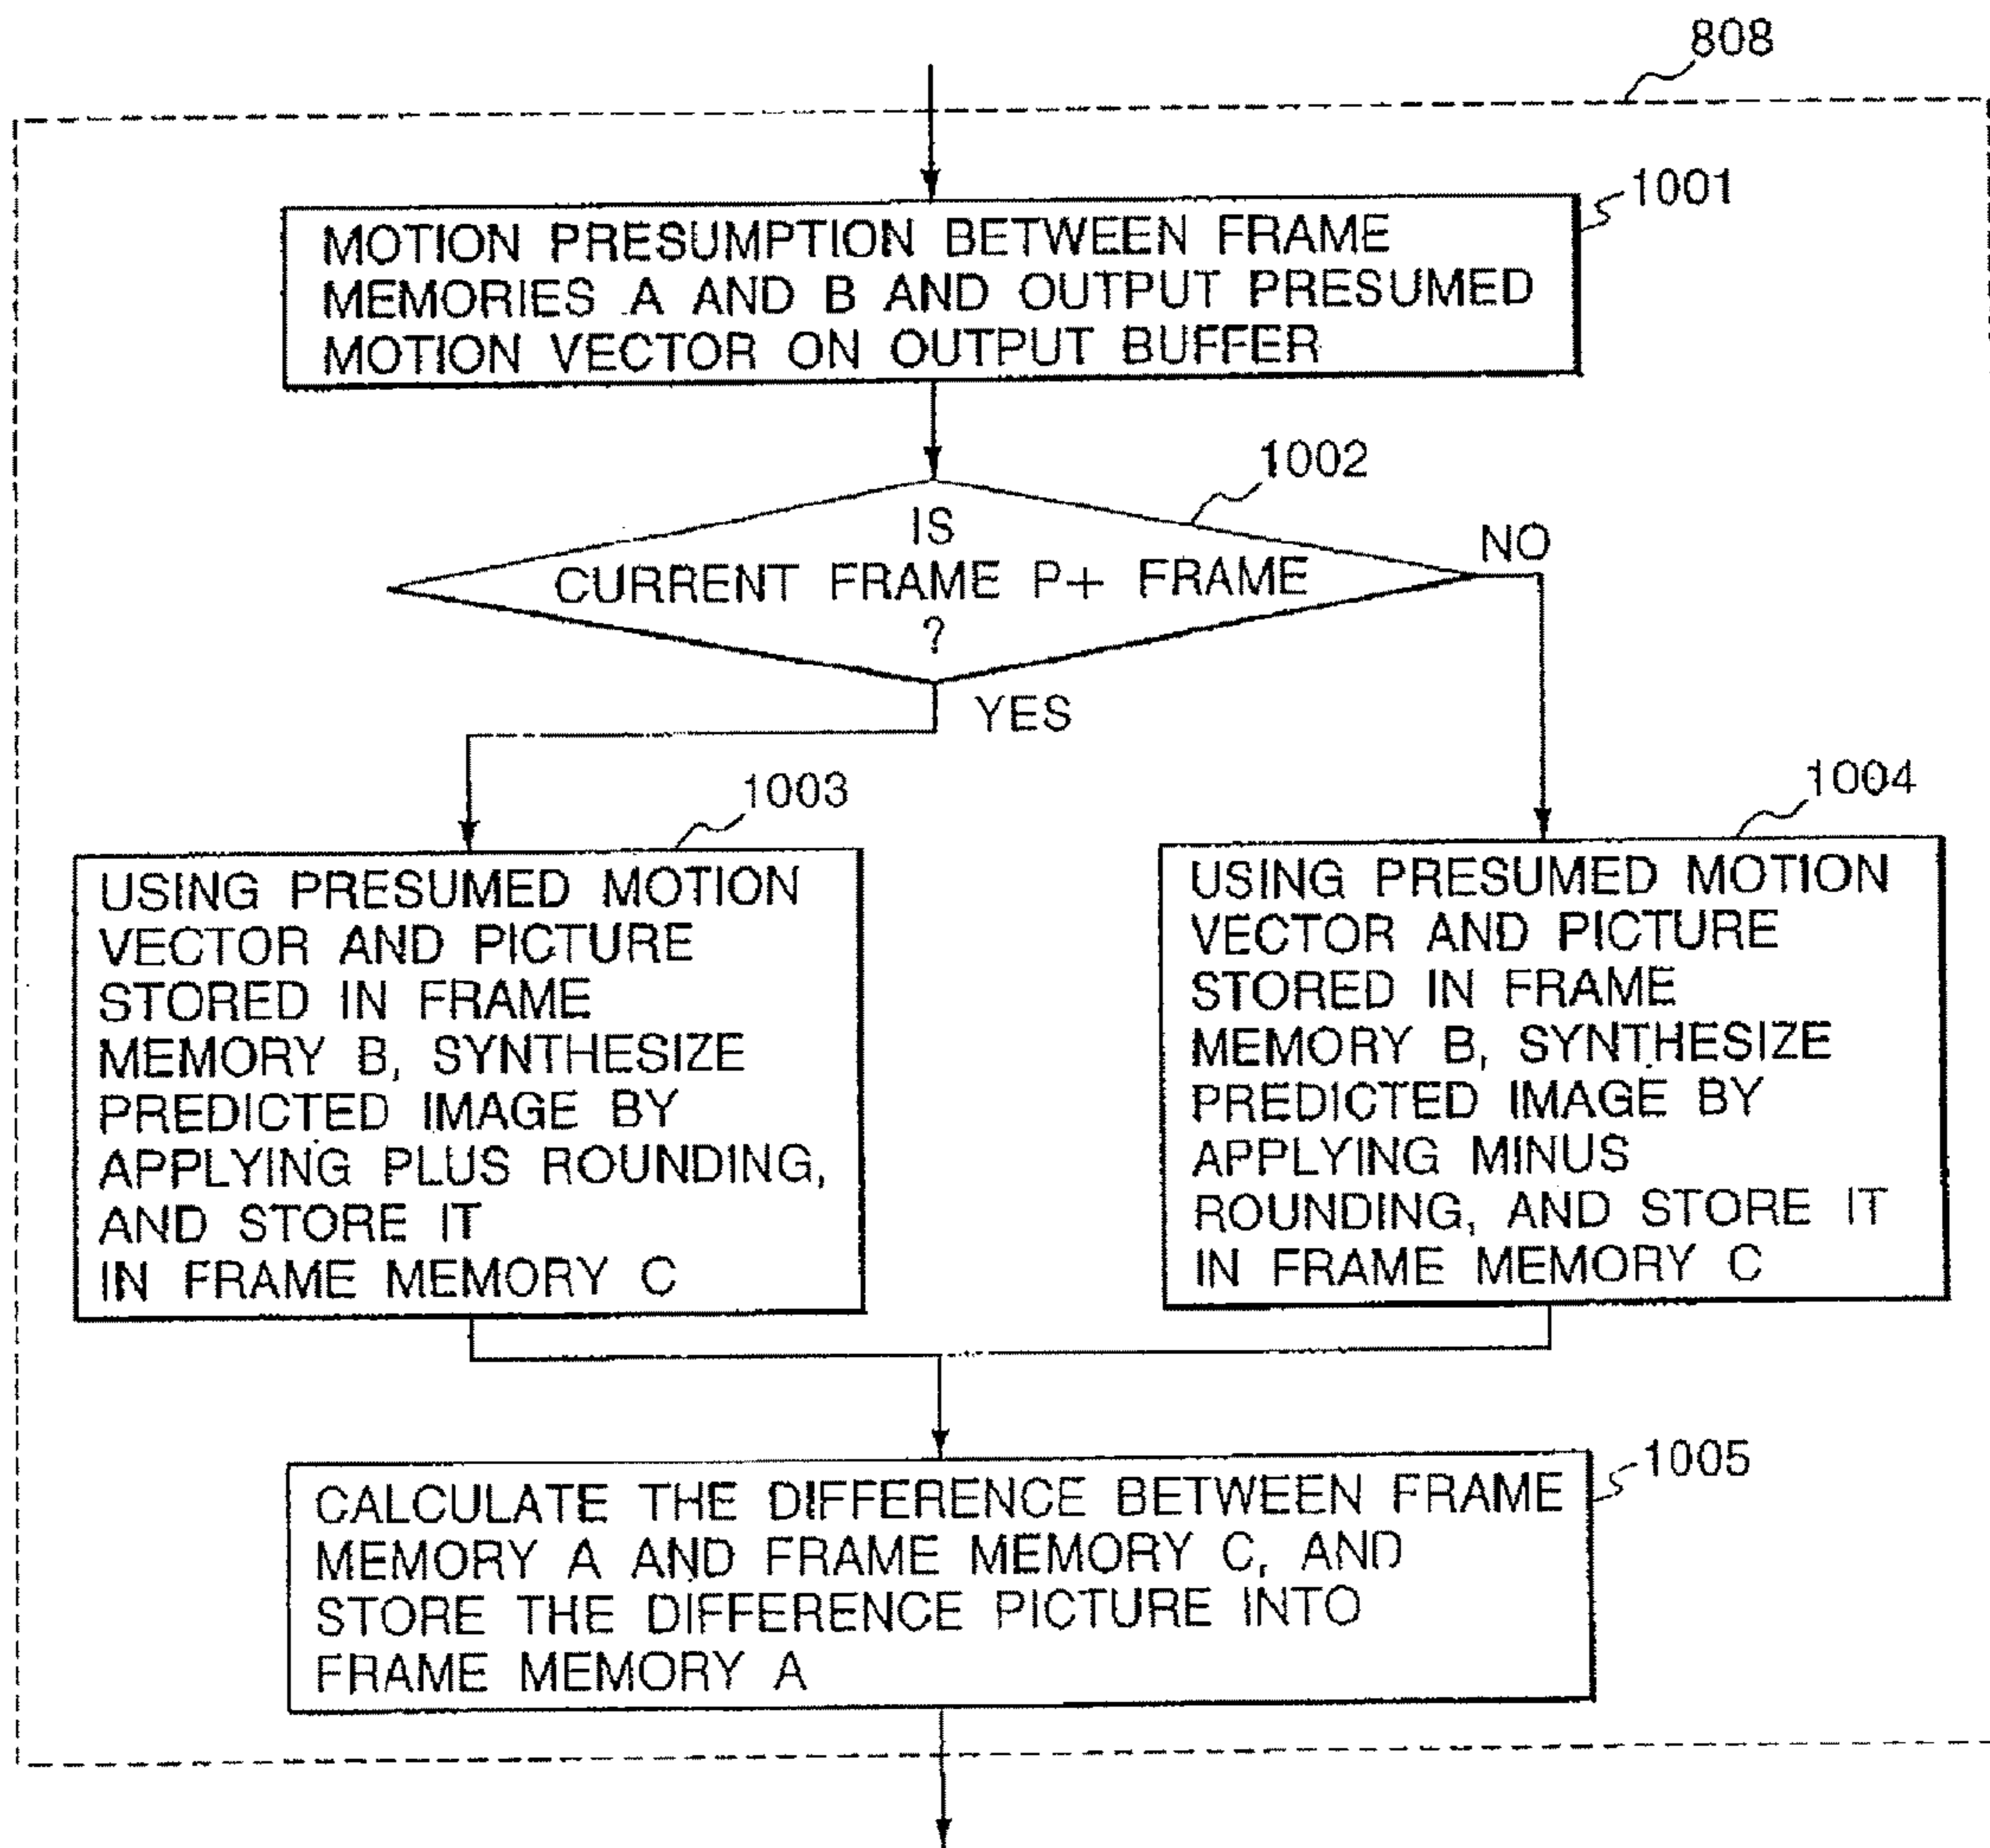 808
1001
MOTION PRESUMPTION BETWEEN FRAME
MEMORIES A AND B AND OUTPUT PRESUMED
MOTION VECTOR ON OUTPUT BUFFER
1002
IS
CURRENT FRAME P+ FRAME
?
NO
YES
1003
USING PRESUMED MOTION
VECTOR AND PICTURE
STORED IN FRAME
MEMORY B, SYNTHESIZE
PREDICTED IMAGE BY
APPLYING PLUS ROUNDING,
AND STORE IT
IN FRAME MEMORY C
1004
USING PRESUMED MOTION
VECTOR AND PICTURE
STORED IN FRAME
MEMORY B, SYNTHESIZE
PREDICTED IMAGE BY
APPLYING MINUS
ROUNDING, AND STORE IT
IN FRAME MEMORY C
1005
CALCULATE THE DIFFERENCE BETWEEN FRAME
MEMORY A AND FRAME MEMORY C, AND
STORE THE DIFFERENCE PICTURE INTO
FRAME MEMORY A